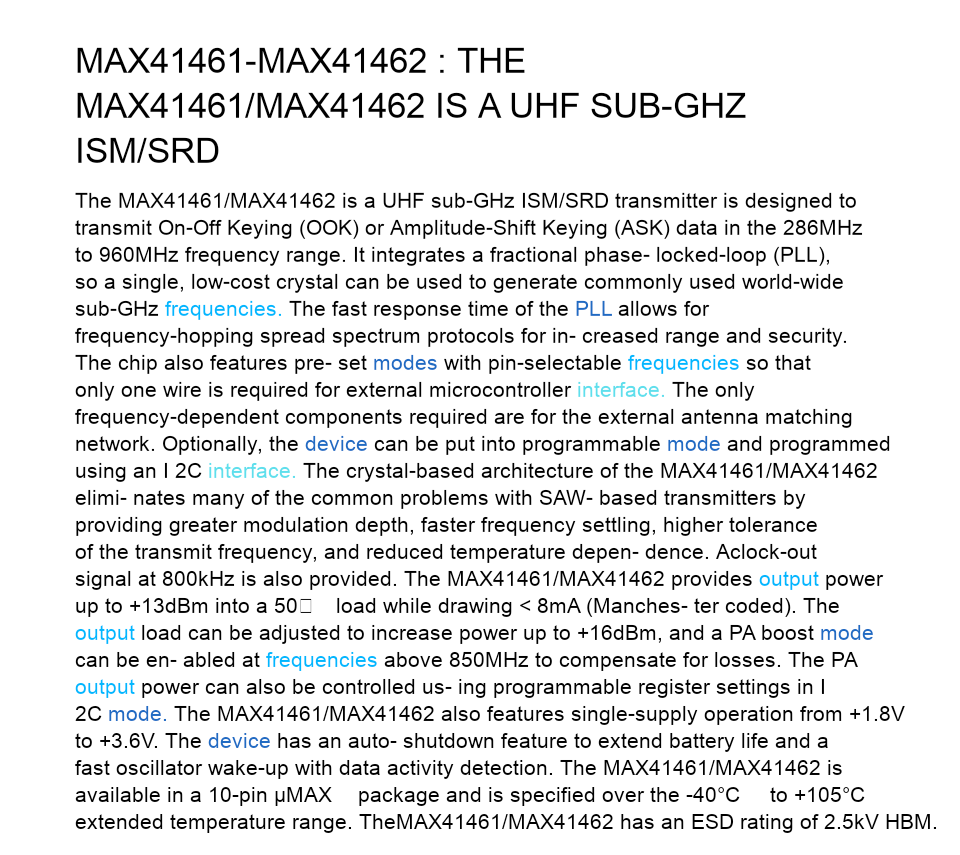 MAX41461-MAX41462 : THE
MAX41461/MAX41462 IS A UHF SUB-GHZ
ISM/SRD
The MAX41461/MAX41462 is a UHF sub-GHz ISM/SRD transmitter is designed to
transmit On-Off Keying (OOK) or Amplitude-Shift Keying (ASK) data in the 286MHz
to 960MHz frequency range. It integrates a fractional phase- locked-loop (PLL),
so a single, low-cost crystal can be used to generate commonly used world-wide
sub-GHz frequencies. The fast response time of the PLL allows for
frequency-hopping spread spectrum protocols for in- creased range and security.
The chip also features pre- set modes with pin-selectable frequencies so that
only one wire is required for external microcontroller interface. The only
frequency-dependent components required are for the external antenna matching
network. Optionally, the device can be put into programmable mode and programmed
using an I 2C interface. The crystal-based architecture of the MAX41461/MAX41462
elimi- nates many of the common problems with SAW- based transmitters by
providing greater modulation depth, faster frequency settling, higher tolerance
of the transmit frequency, and reduced temperature depen- dence. Aclock-out
signal at 800kHz is also provided. The MAX41461/MAX41462 provides output power
up to +13dBm into a 50□ load while drawing < 8mA (Manches- ter coded). The
output load can be adjusted to increase power up to +16dBm, and a PA boost mode
can be en- abled at frequencies above 850MHz to compensate for losses. The PA
output power can also be controlled us- ing programmable register settings in I
2C mode. The MAX41461/MAX41462 also features single-supply operation from +1.8V
to +3.6V. The device has an auto- shutdown feature to extend battery life and a
fast oscillator wake-up with data activity detection. The MAX41461/MAX41462 is
available in a 10-pin µMAX package and is specified over the -40°C to +105°C
extended temperature range. TheMAX41461/MAX41462 has an ESD rating of 2.5kV HBM.